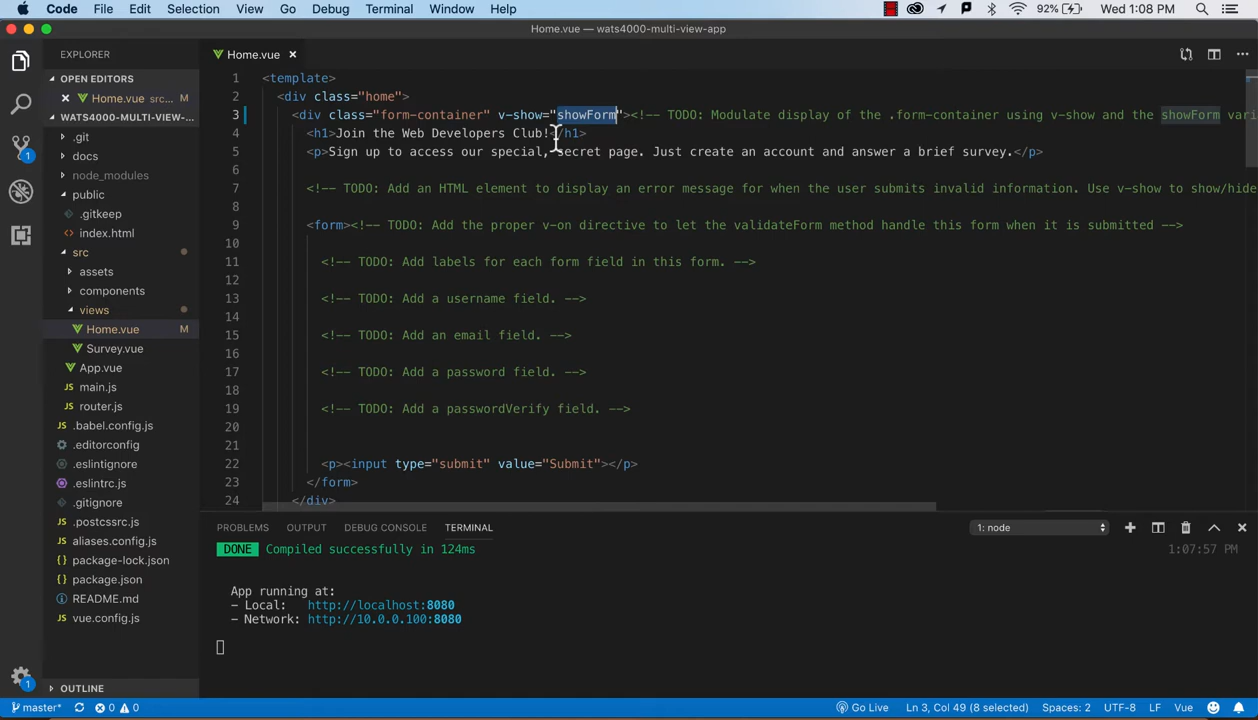 Code File Edit Selection View Go Debug Terminal Window Help 92% Wed 1:08 PM
Home.vue — wats4000-multi-view-app
EXPLORER
OPEN EDITORS
Home.vue src... M
WATS4000-MULTI-VIEW-...
.git
docs
node_modules
public
.gitkeep
index.html
src
assets
components
views
Home.vue M
Survey.vue
App.vue
main.js
router.js
.babel.config.js
.editorconfig
.eslintignore
.eslintrc.js
.gitignore
.postcssrc.js
aliases.config.js
package-lock.json
package.json
README.md
vue.config.js
OUTLINE
1
1
Home.vue
1 <template>
2 <div class="home">
3 <div class="form-container" v-show="showForm"><!-- TODO: Modulate display of the .form-container using v-show and the showForm vari
4 <h1>Join the Web Developers Club!</h1>
5 <p>Sign up to access our special, secret page. Just create an account and answer a brief survey.</p>
6
7 <!-- TODO: Add an HTML element to display an error message for when the user submits invalid information. Use v-show to show/hide
8
9 <form><!-- TODO: Add the proper v-on directive to let the validateForm method handle this form when it is submitted -->
10
11 <!-- TODO: Add labels for each form field in this form. -->
12
13 <!-- TODO: Add a username field. -->
14
15 <!-- TODO: Add an email field. -->
16
17 <!-- TODO: Add a password field. -->
18
19 <!-- TODO: Add a passwordVerify field. -->
20
21
22 <p><input type="submit" value="Submit"></p>
23 </form>
24 </div>
PROBLEMS OUTPUT DEBUG CONSOLE TERMINAL 1: node
DONE Compiled successfully in 124ms 1:07:57 PM
App running at:
- Local: http://localhost:8080
- Network: http://10.0.0.100:8080
master* 0 0 Go Live Ln 3, Col 49 (8 selected) Spaces: 2 UTF-8 LF Vue